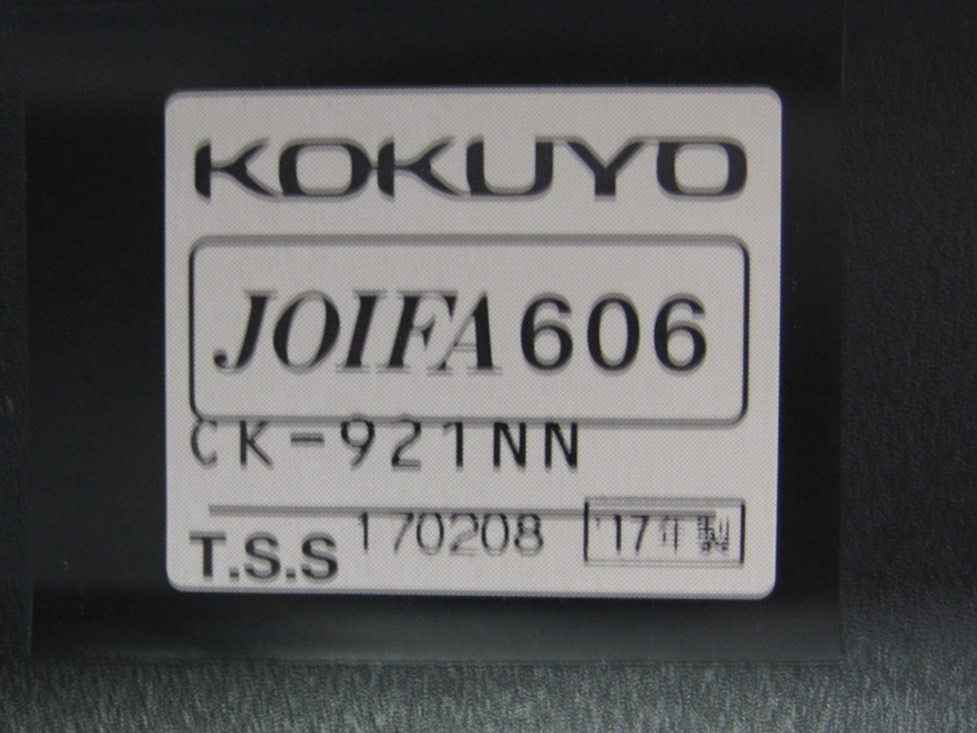 KOKUYO
JOIFA 606
CK-921NN
T.S.S 170208 '17年製